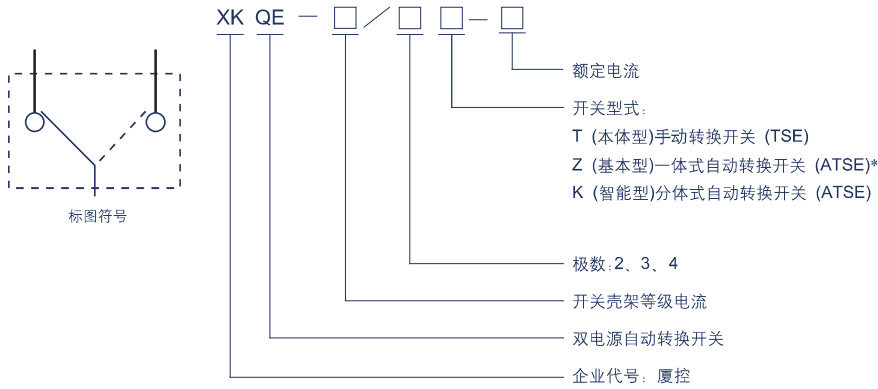 XK QE — □ / □ □ — □
额定电流
开关型式:
T (本体型)手动转换开关 (TSE)
Z (基本型)一体式自动转换开关 (ATSE)*
K (智能型)分体式自动转换开关 (ATSE)
标图符号
极数:2、3、4
开关壳架等级电流
双电源自动转换开关
企业代号: 厦控